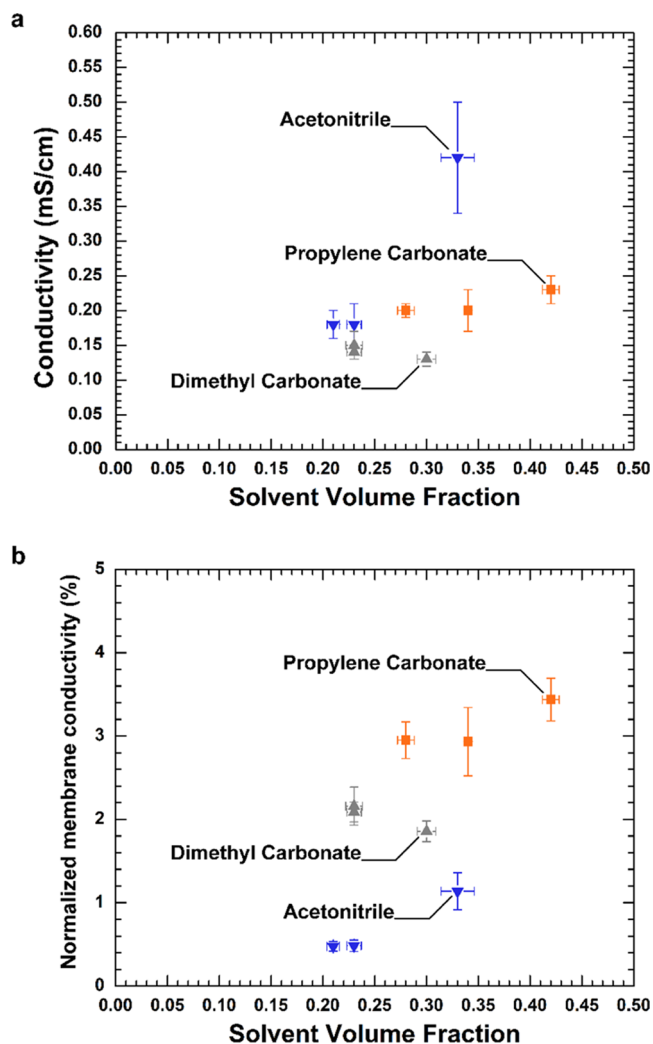 a
0.60
0.55
0.50
0.45
0.40
0.35
0.30
0.25
0.20
0.15
0.10
0.05
0.00
Conductivity (mS/cm)
Acetonitrile
Propylene Carbonate
Dimethyl Carbonate
0.00 0.05 0.10 0.15 0.20 0.25 0.30 0.35 0.40 0.45 0.50
Solvent Volume Fraction
b
5
4
3
2
1
0
Normalized membrane conductivity (%)
Propylene Carbonate
Dimethyl Carbonate
Acetonitrile
0.00 0.05 0.10 0.15 0.20 0.25 0.30 0.35 0.40 0.45 0.50
Solvent Volume Fraction